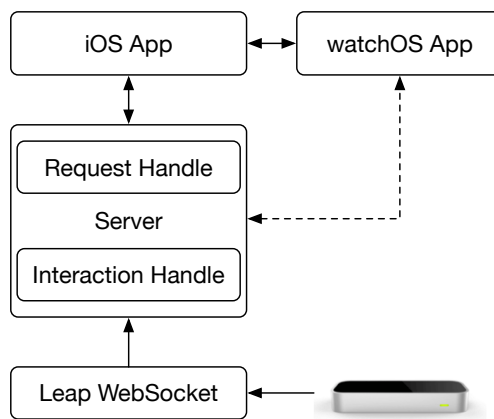 iOS App
watchOS App
Request Handle
Server
Interaction Handle
Leap WebSocket